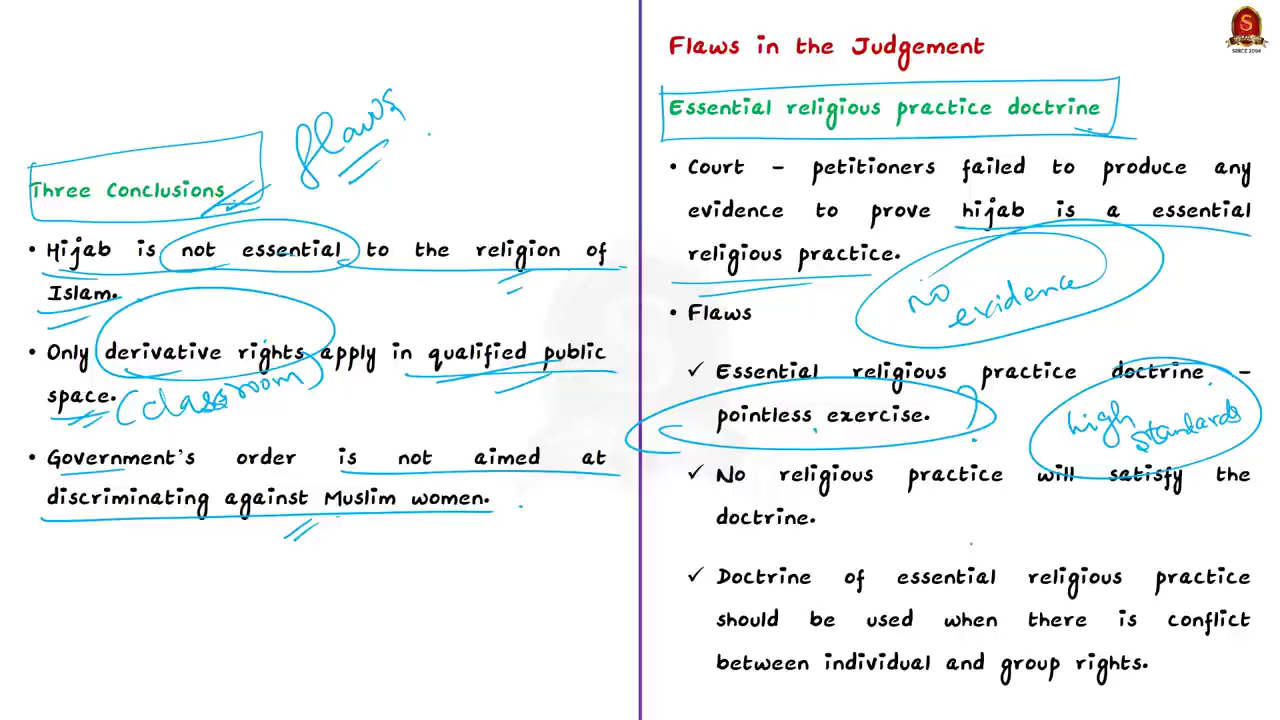 flaws
Three Conclusions
• Hijab is not essential to the religion of
Islam.
• Only derivative rights apply in qualified public
space. (classroom)
• Government's order is not aimed at
discriminating against Muslim women.
S
SINCE 2004
Flaws in the Judgement
Essential religious practice doctrine
• Court – petitioners failed to produce any
evidence to prove hijab is a essential
religious practice.
no
evidence
• Flaws
✓ Essential religious practice doctrine –
pointless exercise.
high
standards
✓ No religious practice will satisfy the
doctrine.
✓ Doctrine of essential religious practice
should be used when there is conflict
between individual and group rights.